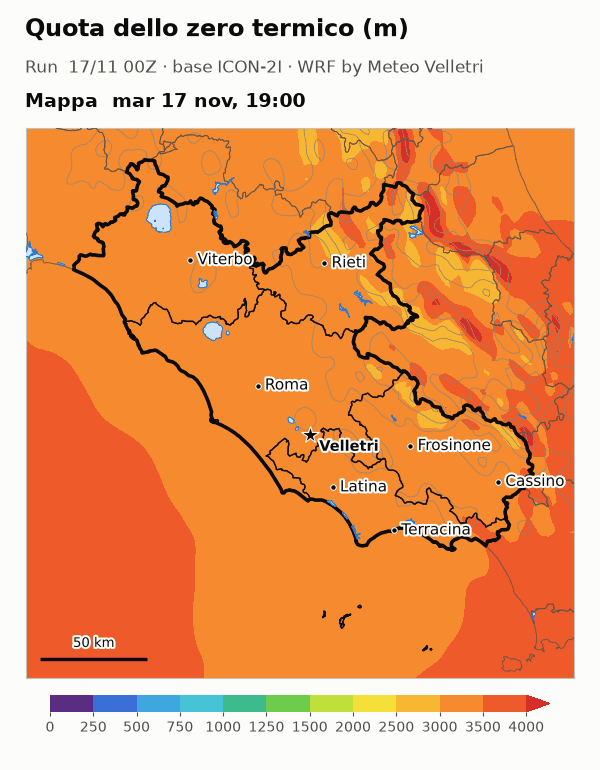 Quota dello zero termico (m)
Run  17/11 00Z · base ICON-2I · WRF by Meteo Velletri
Mappa  mar 17 nov, 19:00
Viterbo
Rieti
Roma
Velletri
Frosinone
Cassino
Latina
Terracina
50 km
0 250 500 750 1000 1250 1500 2000 2500 3000 3500 4000